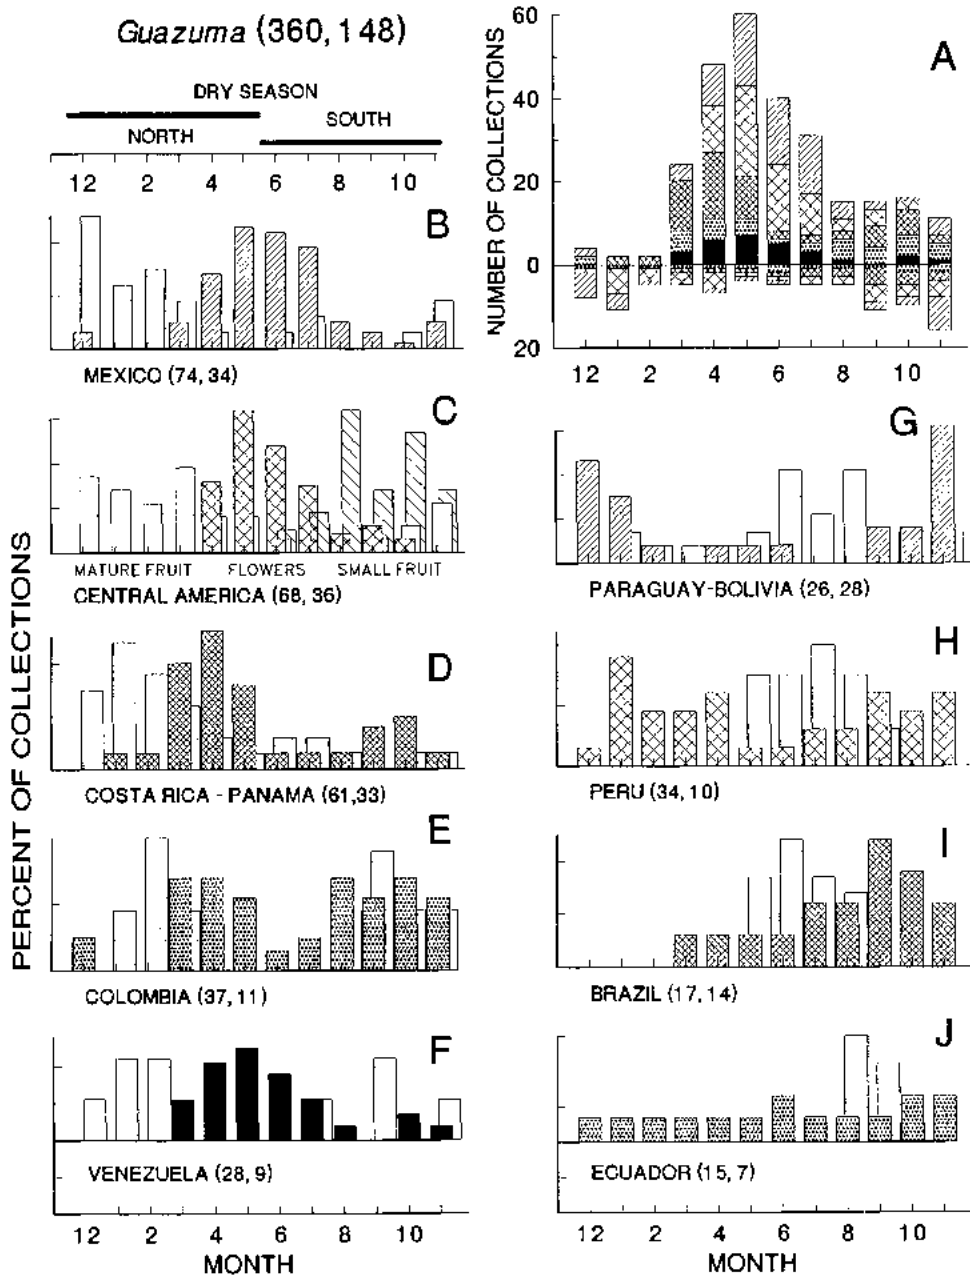 Guazuma (360, 148)
DRY SEASON
NORTH
SOUTH
12 2 4 6 8 10
A
NUMBER OF COLLECTIONS
60
40
20
0
20
12 2 4 6 8 10
PERCENT OF COLLECTIONS
B
MEXICO (74, 34)
C
MATURE FRUIT FLOWERS SMALL FRUIT
CENTRAL AMERICA (68, 36)
D
COSTA RICA - PANAMA (61,33)
E
COLOMBIA (37, 11)
F
VENEZUELA (28, 9)
12 2 4 6 8 10
MONTH
G
PARAGUAY-BOLIVIA (26, 28)
H
PERU (34, 10)
I
BRAZIL (17, 14)
J
ECUADOR (15, 7)
12 2 4 6 8 10
MONTH